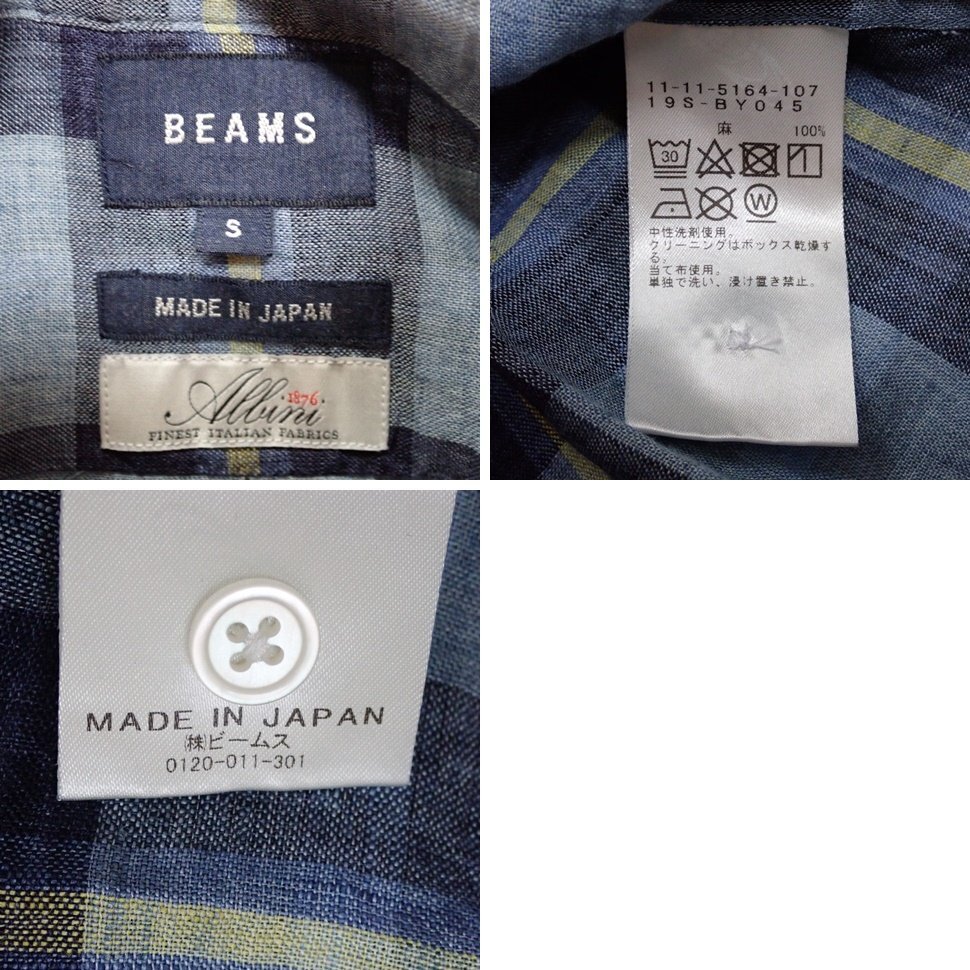 BEAMS
S
MADE IN JAPAN
Albini
1876
FINEST ITALIAN FABRICS
11-11-5164-107
19S-BY045
麻 100%
30
W
中性洗剤使用。
クリーニングはボックス乾燥す
る。
当て布使用。
単独で洗い、浸け置き禁止。
MADE IN JAPAN
㈱ビームス
0120-011-301